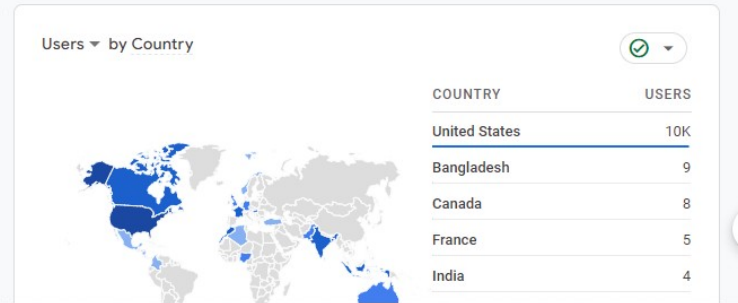 Users by Country
COUNTRY USERS
United States 10K
Bangladesh 9
Canada 8
France 5
India 4